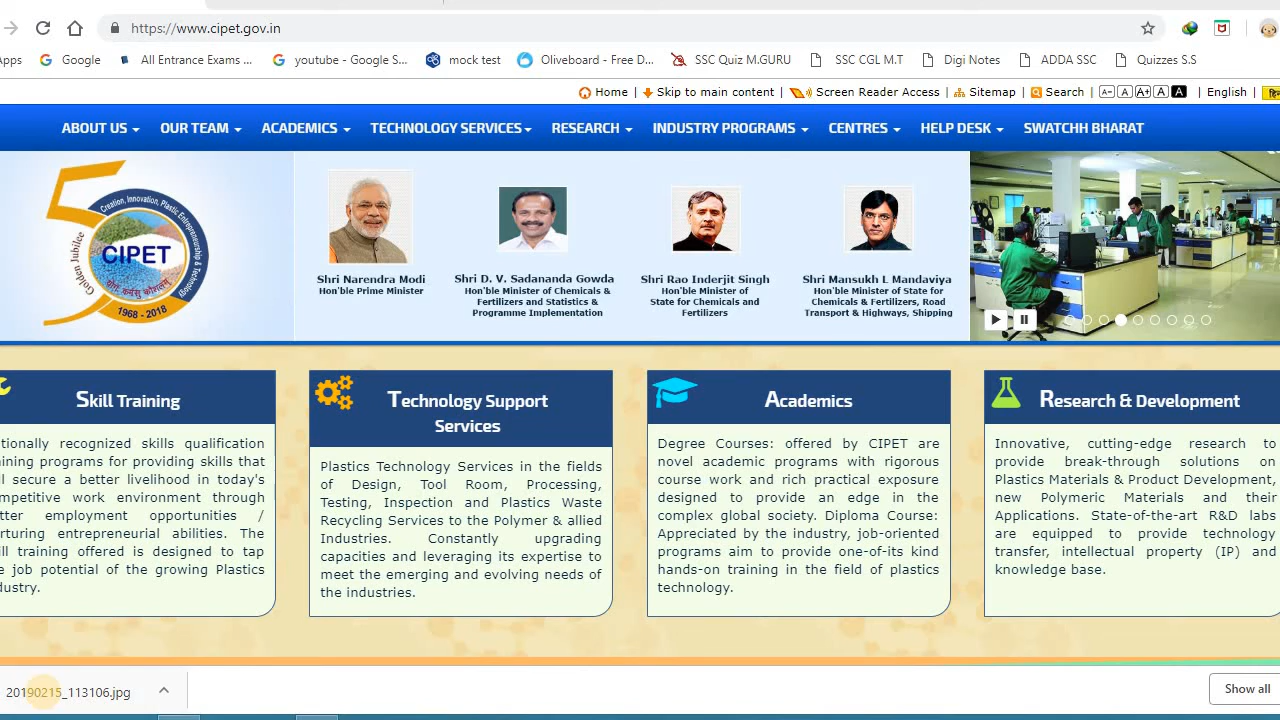 https://www.cipet.gov.in
Apps Google All Entrance Exams ... youtube - Google S... mock test Oliveboard - Free D... SSC Quiz M.GURU SSC CGL M.T Digi Notes ADDA SSC Quizzes S.S
Home | Skip to main content | Screen Reader Access | Sitemap | Search | A- A A+ A A | English |
ABOUT US OUR TEAM ACADEMICS TECHNOLOGY SERVICES RESEARCH INDUSTRY PROGRAMS CENTRES HELP DESK SWATCHH BHARAT
50
Creation, Innovation, Plastic Entrepreneurship & Technology
Golden Jubilee
CIPET
1968 - 2018
Shri Narendra Modi
Hon'ble Prime Minister
Shri D. V. Sadananda Gowda
Hon'ble Minister of Chemicals &
Fertilizers and Statistics &
Programme Implementation
Shri Rao Inderjit Singh
Hon'ble Minister of
State for Chemicals and
Fertilizers
Shri Mansukh L Mandaviya
Hon'ble Minister of State for
Chemicals & Fertilizers, Road
Transport & Highways, Shipping
Skill Training
tionally recognized skills qualification
ining programs for providing skills that
ll secure a better livelihood in today's
mpetitive work environment through
tter employment opportunities /
rturing entrepreneurial abilities. The
ill training offered is designed to tap
e job potential of the growing Plastics
dustry.
Technology Support
Services
Plastics Technology Services in the fields
of Design, Tool Room, Processing,
Testing, Inspection and Plastics Waste
Recycling Services to the Polymer & allied
Industries. Constantly upgrading
capacities and leveraging its expertise to
meet the emerging and evolving needs of
the industries.
Academics
Degree Courses: offered by CIPET are
novel academic programs with rigorous
course work and rich practical exposure
designed to provide an edge in the
complex global society. Diploma Course:
Appreciated by the industry, job-oriented
programs aim to provide one-of-its kind
hands-on training in the field of plastics
technology.
Research & Development
Innovative, cutting-edge research to
provide break-through solutions on
Plastics Materials & Product Development,
new Polymeric Materials and their
Applications. State-of-the-art R&D labs
are equipped to provide technology
transfer, intellectual property (IP) and
knowledge base.
20190215_113106.jpg
Show all